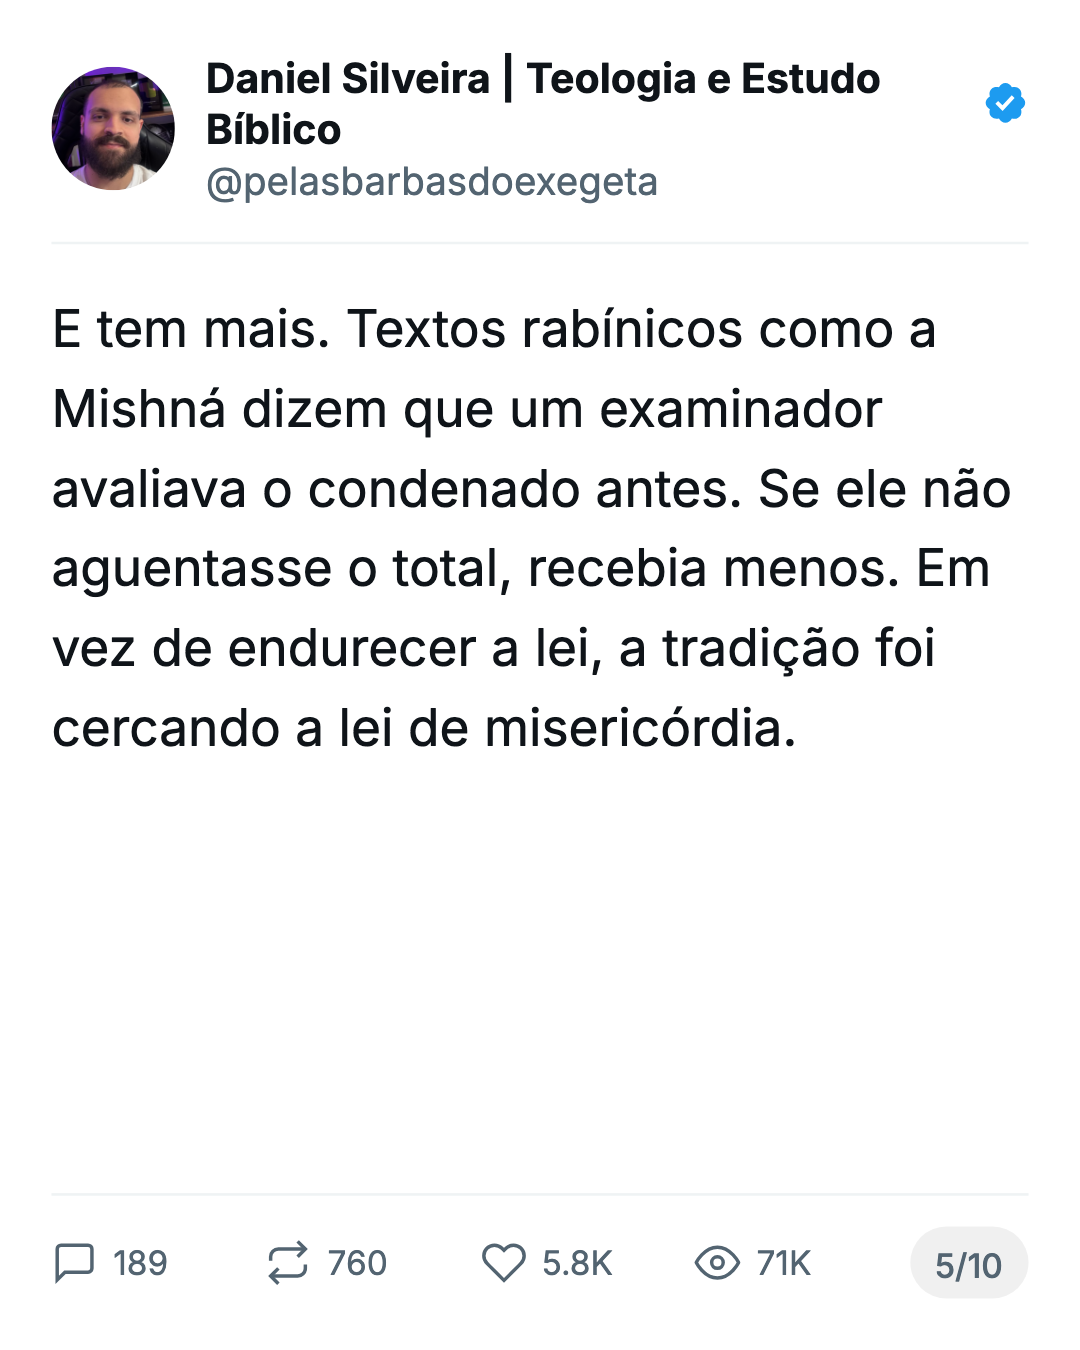 Daniel Silveira | Teologia e Estudo
Bíblico
@pelasbarbasdoexegeta
E tem mais. Textos rabínicos como a
Mishná dizem que um examinador
avaliava o condenado antes. Se ele não
aguentasse o total, recebia menos. Em
vez de endurecer a lei, a tradição foi
cercando a lei de misericórdia.
189 760 5.8K 71K 5/10